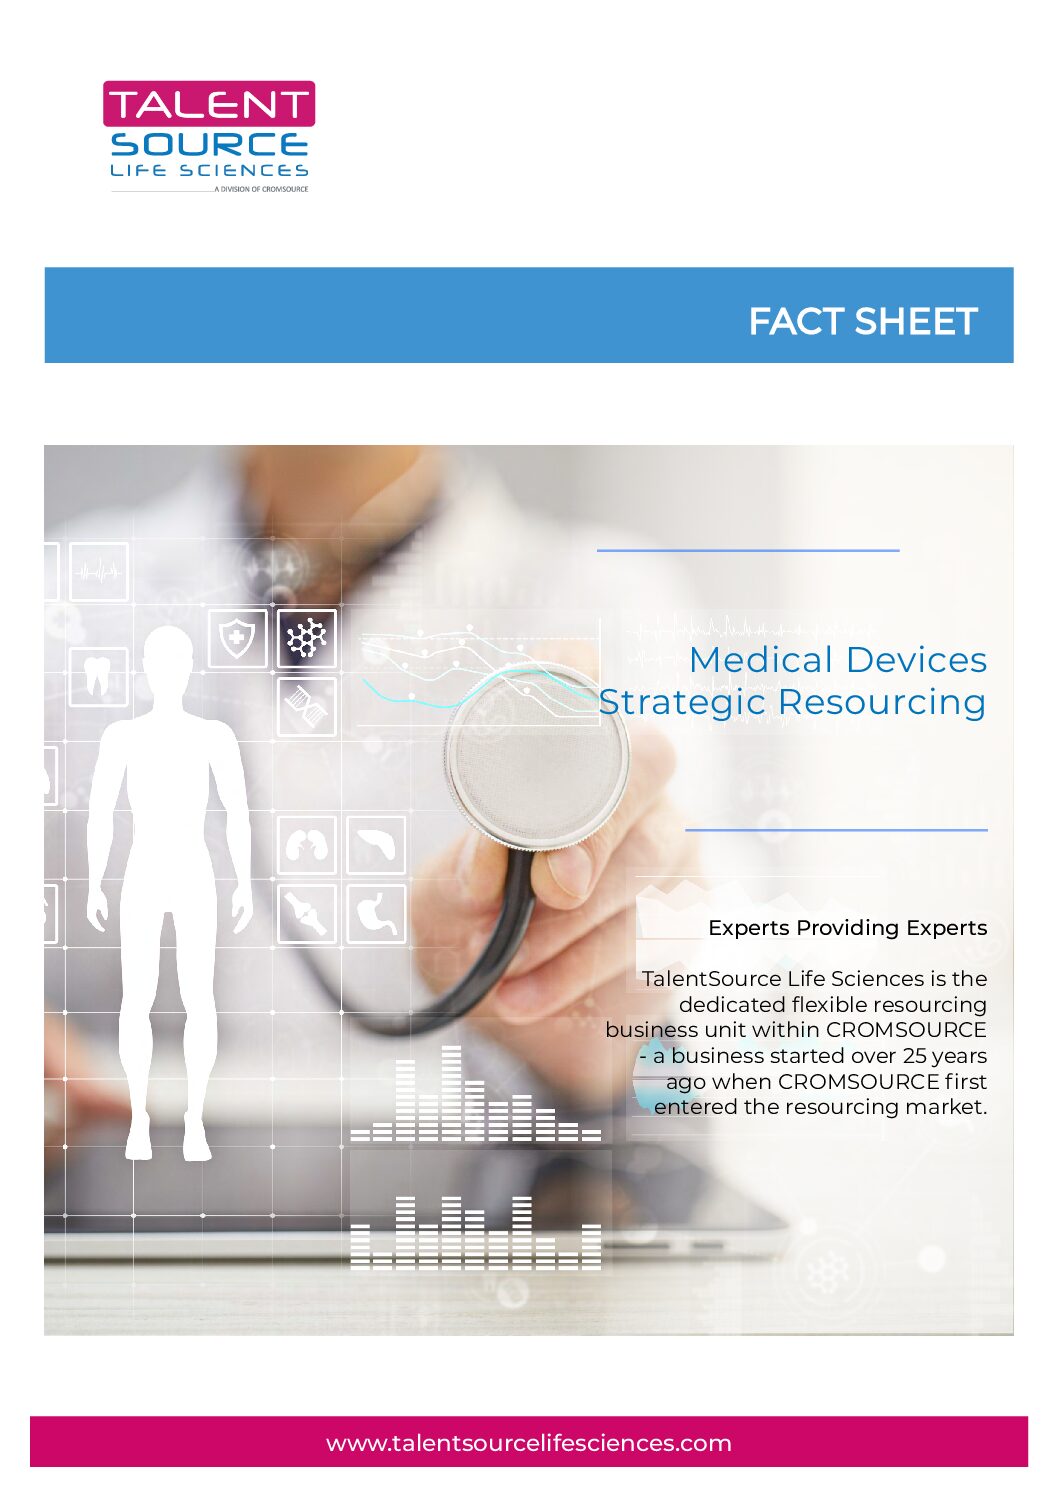 TALENT
SOURCE
LIFE SCIENCES
A DIVISION OF CROMSOURCE
FACT SHEET
Medical Devices
Strategic Resourcing
Experts Providing Experts
TalentSource Life Sciences is the
dedicated flexible resourcing
business unit within CROMSOURCE
- a business started over 25 years
ago when CROMSOURCE first
entered the resourcing market.
www.talentsourcelifesciences.com